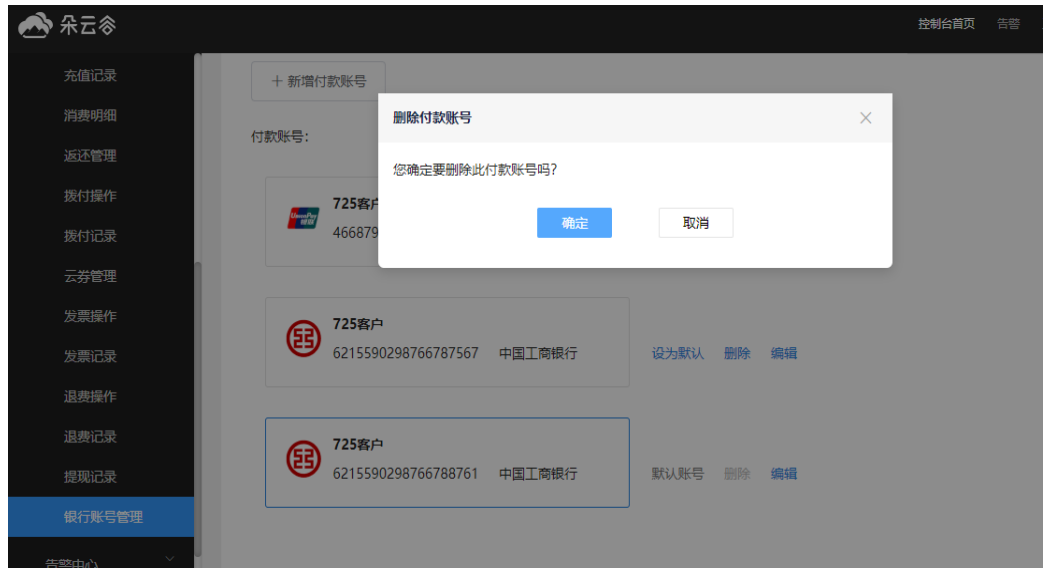 朵云谷
控制台首页 告警
充值记录
消费明细
返还管理
拨付操作
拨付记录
云券管理
发票操作
发票记录
退费操作
退费记录
提现记录
银行账号管理
告警中心
+ 新增付款账号
付款账号:
删除付款账号
您确定要删除此付款账号吗?
确定 取消
725客户
466879
725客户
6215590298766787567 中国工商银行 设为默认 删除 编辑
725客户
6215590298766788761 中国工商银行 默认账号 删除 编辑